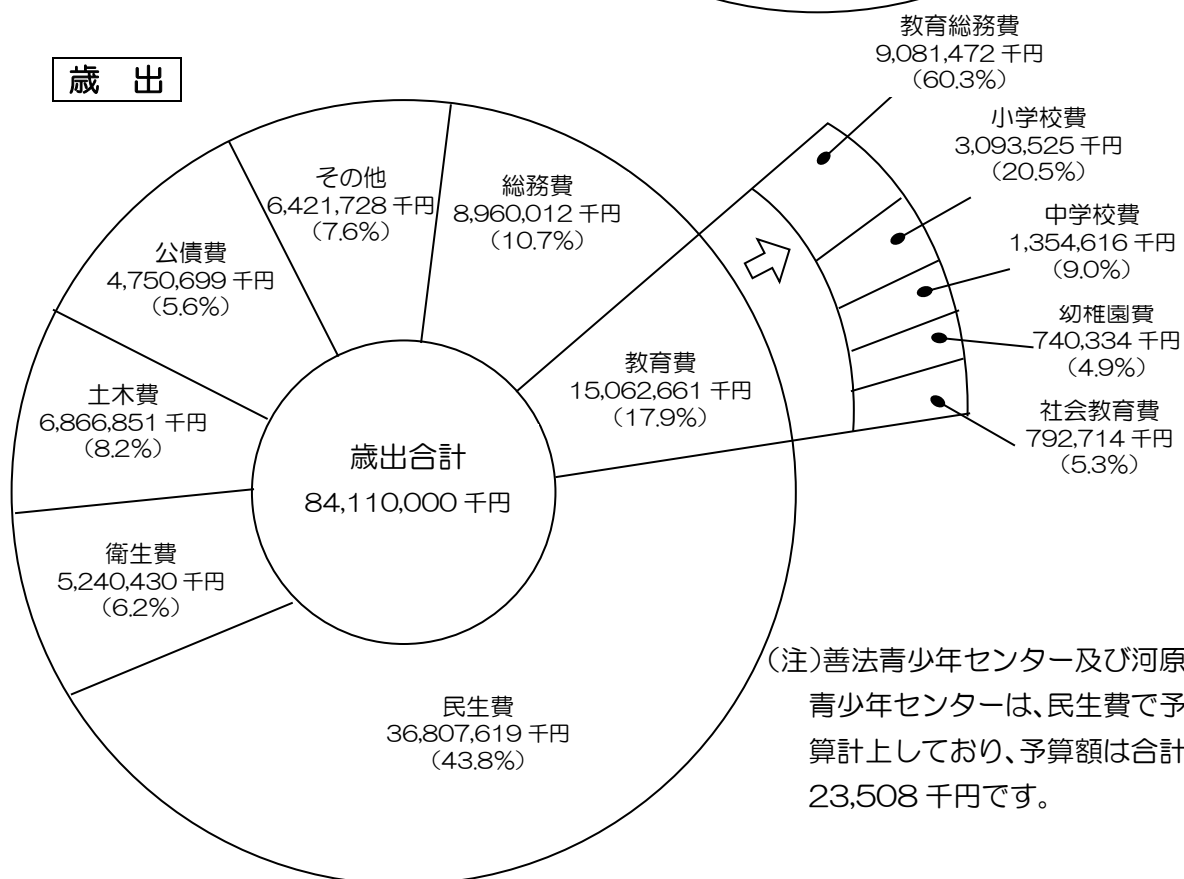 歳 出
教育総務費
9,081,472 千円
(60.3%)
小学校費
3,093,525 千円
(20.5%)
中学校費
1,354,616 千円
(9.0%)
幼稚園費
740,334 千円
(4.9%)
社会教育費
792,714 千円
(5.3%)
その他
6,421,728 千円
(7.6%)
総務費
8,960,012 千円
(10.7%)
公債費
4,750,699 千円
(5.6%)
教育費
15,062,661 千円
(17.9%)
土木費
6,866,851 千円
(8.2%)
歳出合計
84,110,000 千円
衛生費
5,240,430 千円
(6.2%)
民生費
36,807,619 千円
(43.8%)
(注)善法青少年センター及び河原
青少年センターは、民生費で予
算計上しており、予算額は合計
23,508 千円です。